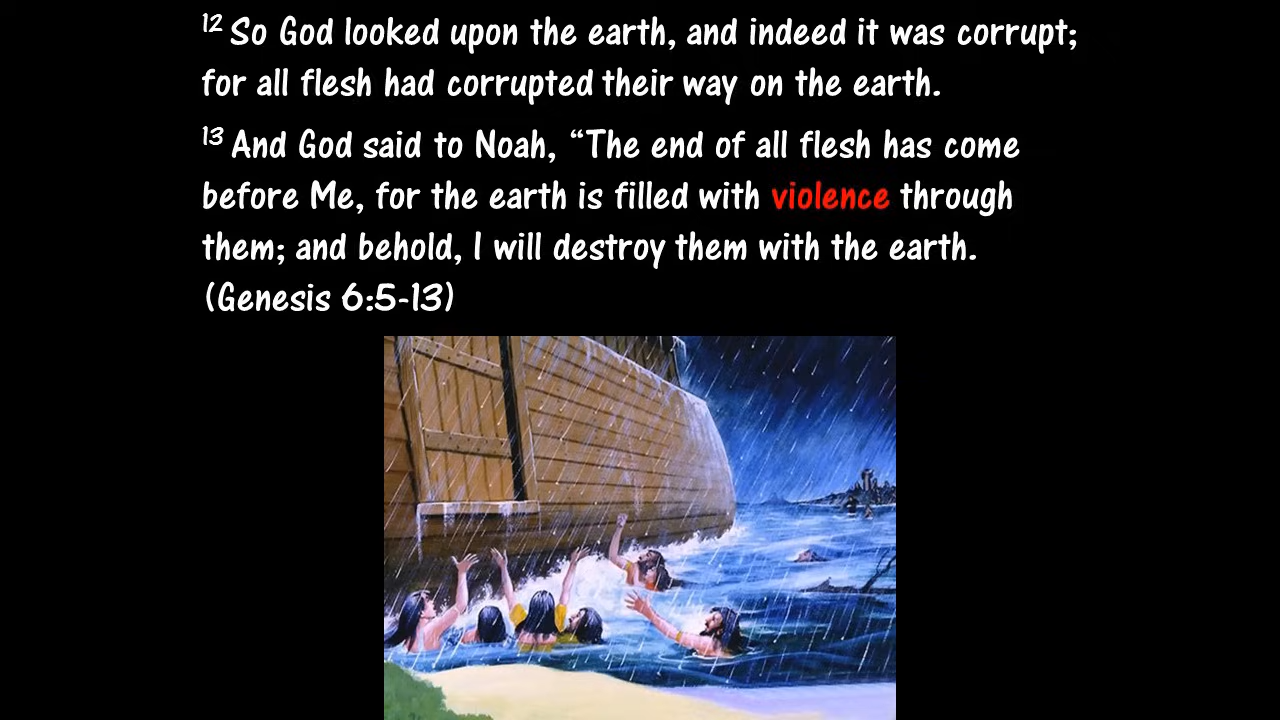 12 So God looked upon the earth, and indeed it was corrupt;
for all flesh had corrupted their way on the earth.
13 And God said to Noah, “The end of all flesh has come
before Me, for the earth is filled with violence through
them; and behold, I will destroy them with the earth.
(Genesis 6:5-13)